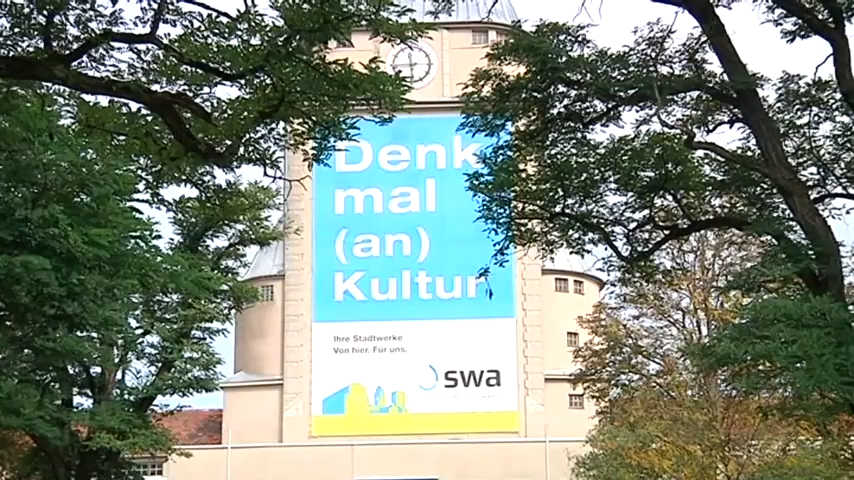 Denk
mal
(an)
Kultur
Ihre Stadtwerke
Von hier. Für uns.
swa